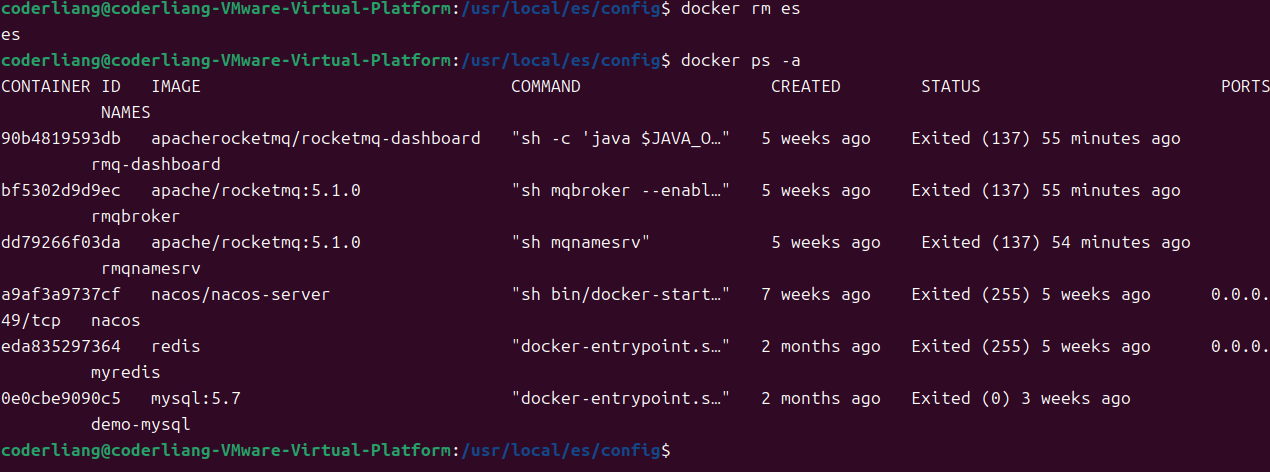 coderliang@coderliang-VMware-Virtual-Platform:/usr/local/es/config$ docker rm es
es
coderliang@coderliang-VMware-Virtual-Platform:/usr/local/es/config$ docker ps -a
CONTAINER ID   IMAGE                               COMMAND                   CREATED        STATUS                        PORTS
          NAMES
90b4819593db   apacherocketmq/rocketmq-dashboard   "sh -c 'java $JAVA_O…"   5 weeks ago    Exited (137) 55 minutes ago
         rmq-dashboard
bf5302d9d9ec   apache/rocketmq:5.1.0               "sh mqbroker --enabl…"   5 weeks ago    Exited (137) 55 minutes ago
         rmqbroker
dd79266f03da   apache/rocketmq:5.1.0               "sh mqnamesrv"            5 weeks ago    Exited (137) 54 minutes ago
          rmqnamesrv
a9af3a9737cf   nacos/nacos-server                  "sh bin/docker-start…"   7 weeks ago    Exited (255) 5 weeks ago      0.0.0.
49/tcp   nacos
eda835297364   redis                               "docker-entrypoint.s…"   2 months ago   Exited (255) 5 weeks ago      0.0.0.
         myredis
0e0cbe9090c5   mysql:5.7                           "docker-entrypoint.s…"   2 months ago   Exited (0) 3 weeks ago
         demo-mysql
coderliang@coderliang-VMware-Virtual-Platform:/usr/local/es/config$